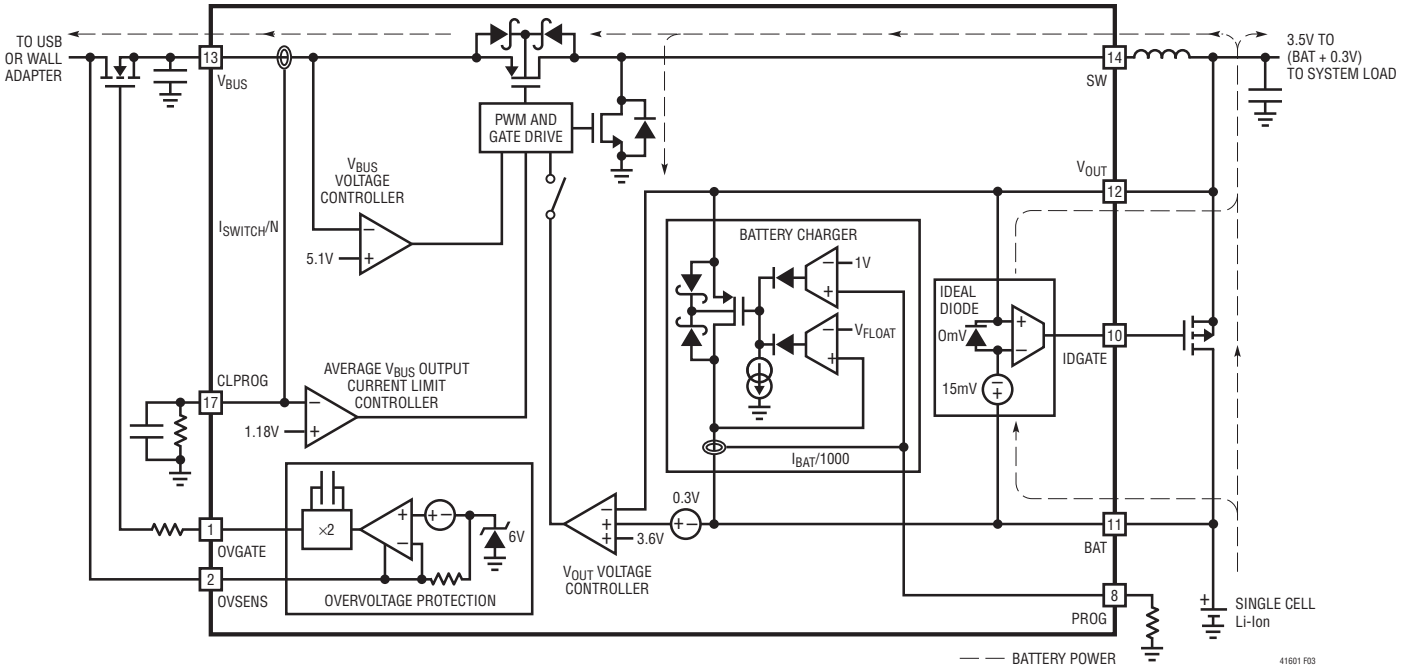 TO USB
OR WALL
ADAPTER
13
VBUS
14
SW
3.5V TO
(BAT + 0.3V)
TO SYSTEM LOAD
PWM AND
GATE DRIVE
VBUS
VOLTAGE
CONTROLLER
5.1V
ISWITCH/N
VOUT
12
BATTERY CHARGER
1V
VFLOAT
IDEAL
DIODE
0mV
15mV
10
IDGATE
CLPROG
17
AVERAGE VBUS OUTPUT
CURRENT LIMIT
CONTROLLER
1.18V
IBAT/1000
0.3V
3.6V
VOUT VOLTAGE
CONTROLLER
11
BAT
×2
6V
OVERVOLTAGE PROTECTION
1
OVGATE
2
OVSENS
8
PROG
SINGLE CELL
Li-Ion
BATTERY POWER
41601 F03